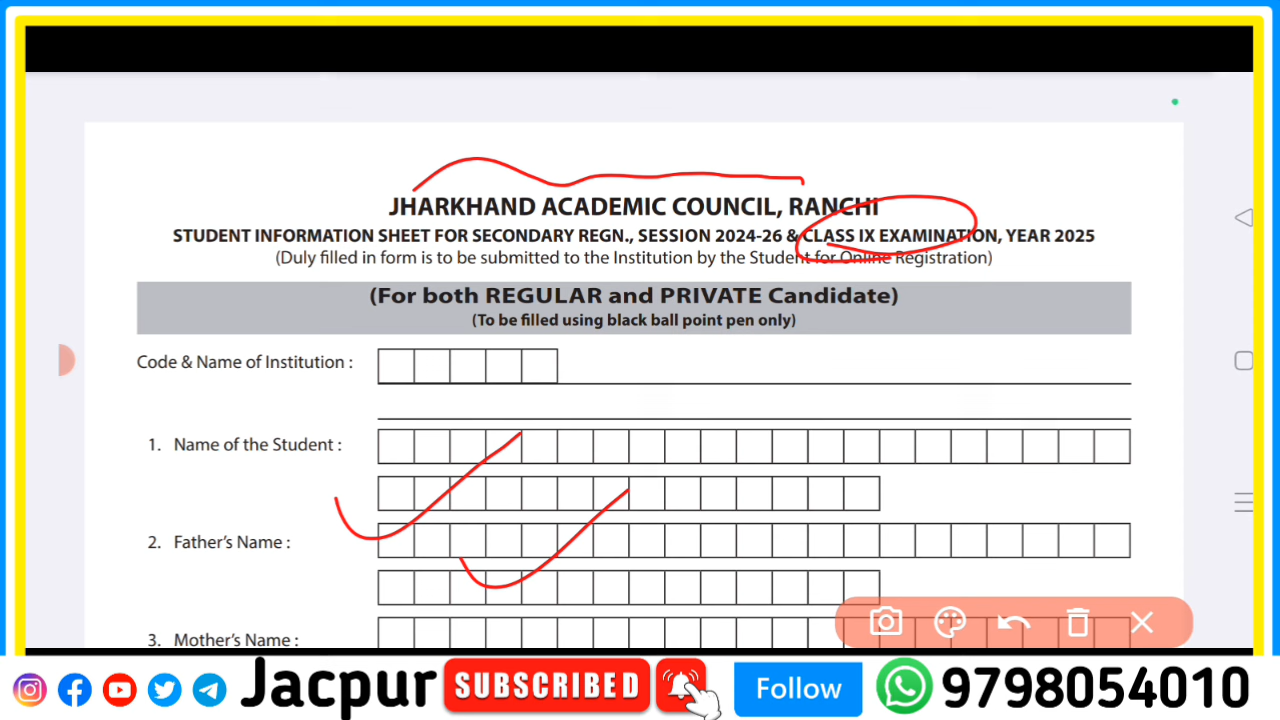 JHARKHAND ACADEMIC COUNCIL, RANCHI
STUDENT INFORMATION SHEET FOR SECONDARY REGN., SESSION 2024-26 & CLASS IX EXAMINATION, YEAR 2025
(Duly filled in form is to be submitted to the Institution by the Student for Online Registration)
(For both REGULAR and PRIVATE Candidate)
(To be filled using black ball point pen only)
Code & Name of Institution :
1. Name of the Student :
2. Father's Name :
3. Mother's Name :
Jacpur SUBSCRIBED Follow 9798054010